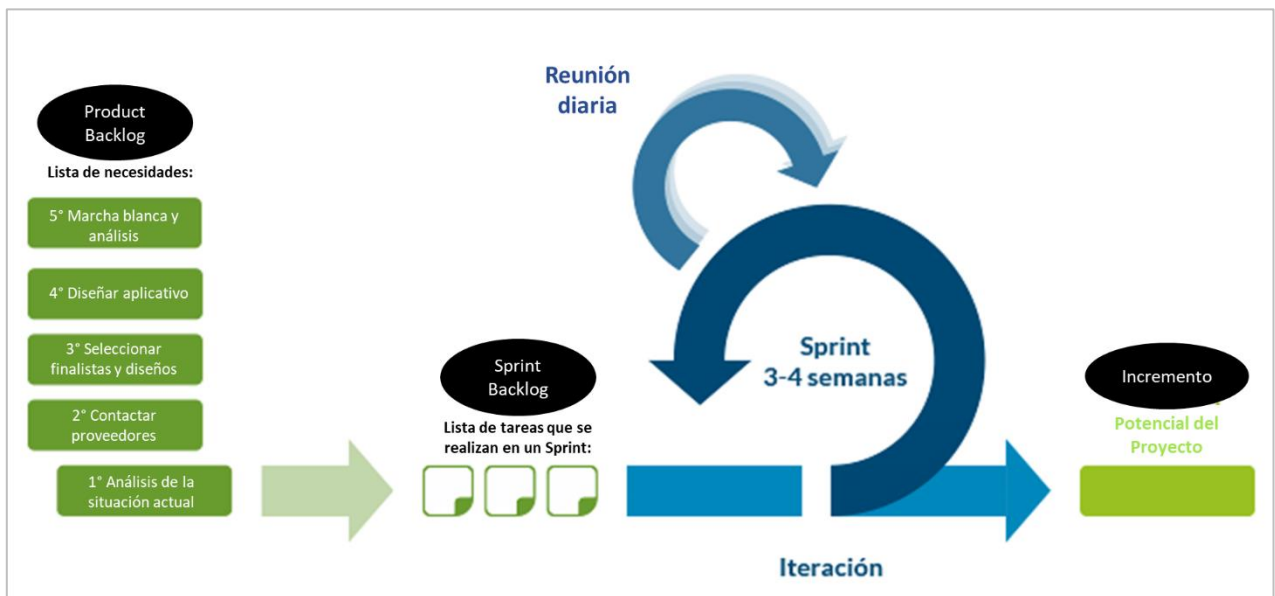 Product
Backlog
Lista de necesidades:
5° Marcha blanca y
análisis
4° Diseñar aplicativo
3° Seleccionar
finalistas y diseños
2° Contactar
proveedores
1° Análisis de la
situación actual
Sprint
Backlog
Lista de tareas que se
realizan en un Sprint:
Reunión
diaria
Sprint
3-4 semanas
Iteración
Incremento
Potencial del
Proyecto